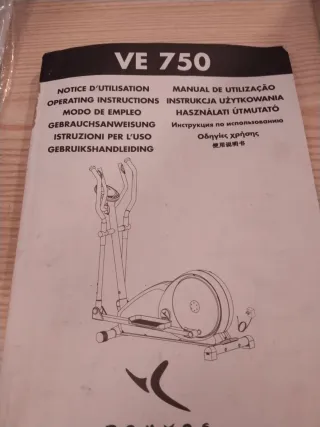 VE 750
NOTICE D'UTILISATION
OPERATING INSTRUCTIONS
MODO DE EMPLEO
GEBRAUCHSANWEISUNG
ISTRUZIONI PER L'USO
GEBRUIKSHANDLEIDING
MANUAL DE UTILIZAÇÃO
INSTRUKCJA UŻYTKOWANIA
HASZNÁLATI ÚTMUTATÓ
Инструкция по использованию
Οδηγίες χρήσης
使用说明书